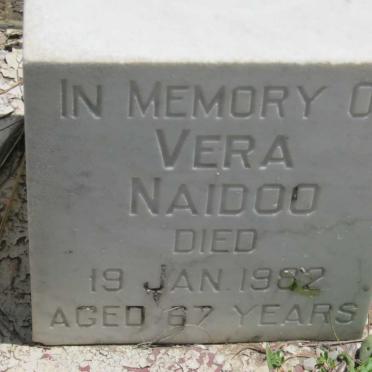 IN MEMORY O
VERA
NAIDOO
DIED
19 JAN. 1982
AGED 67 YEARS